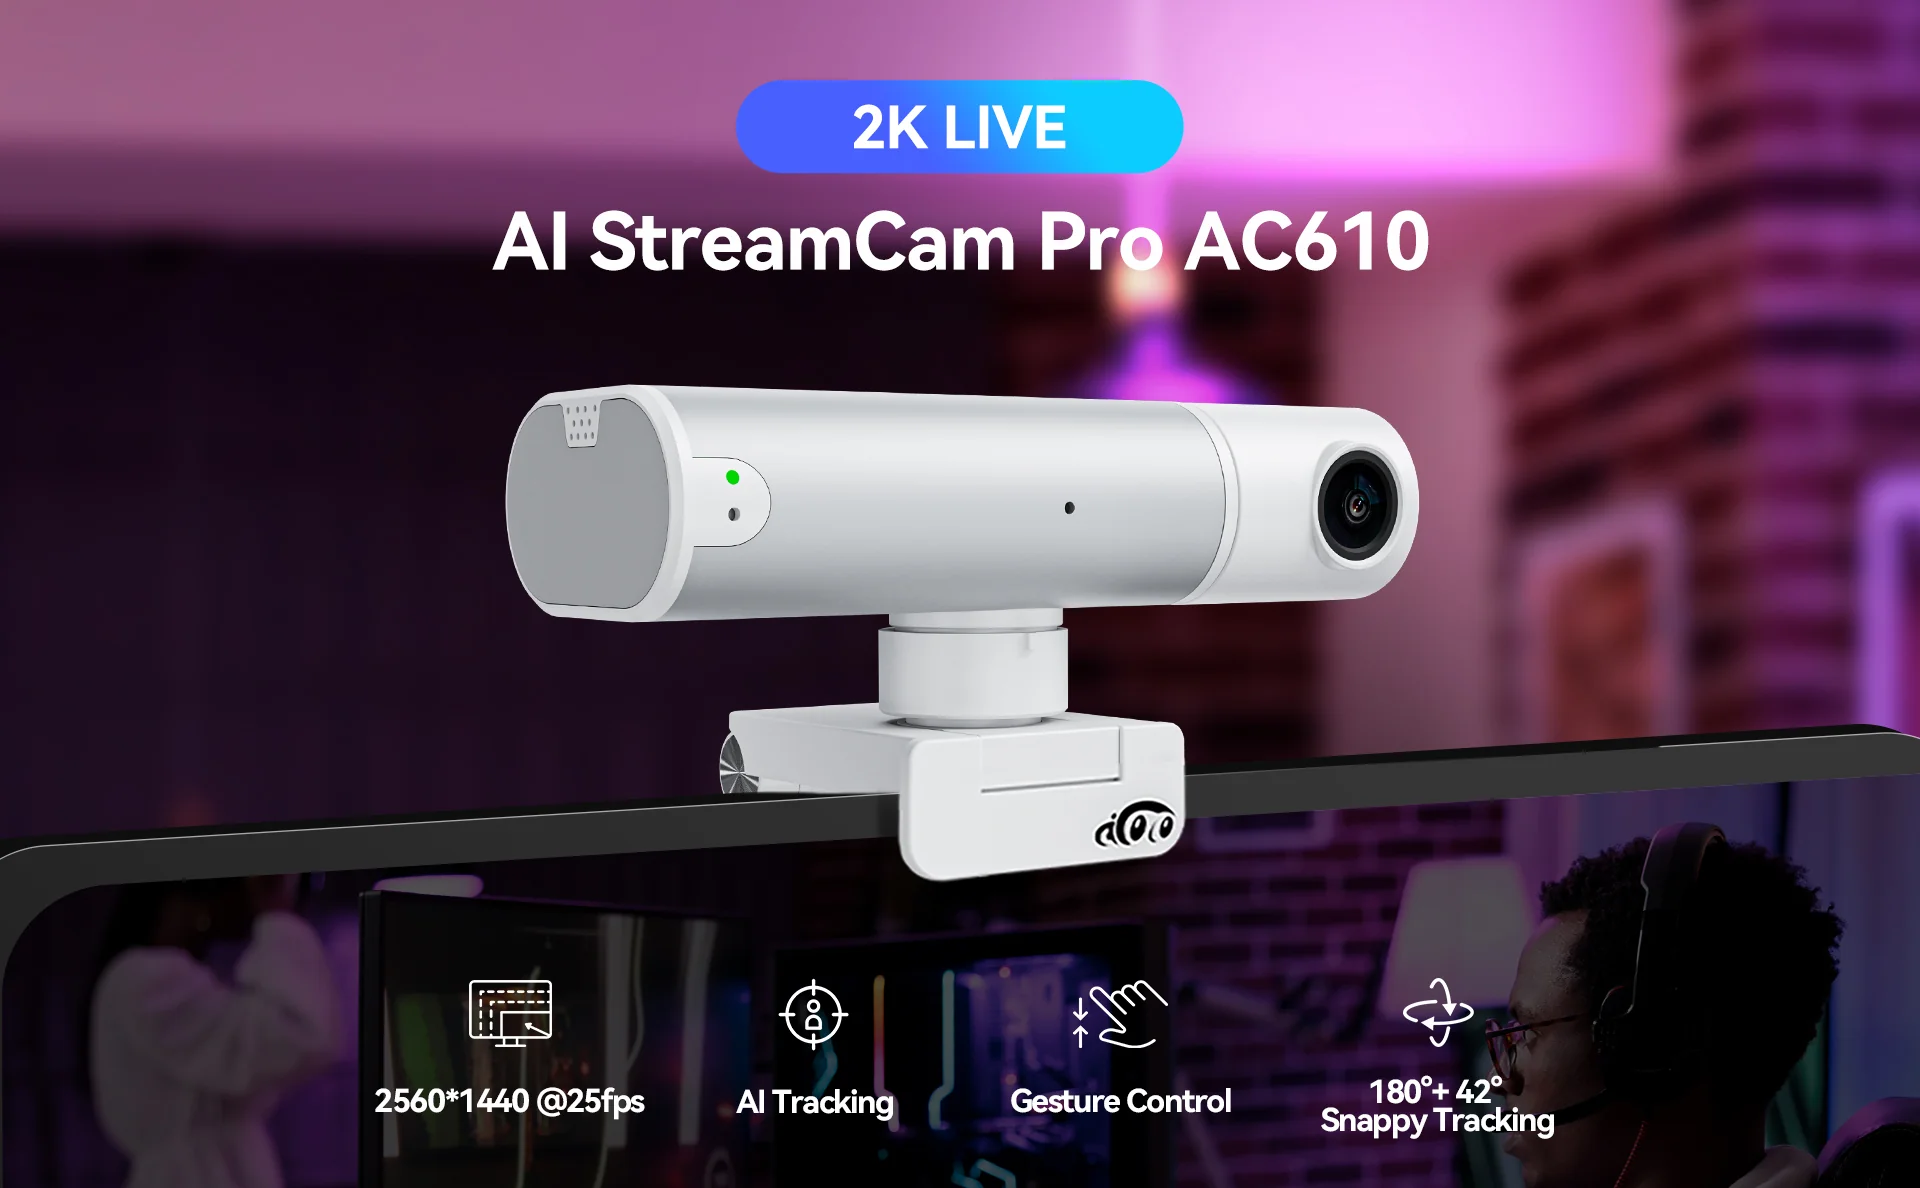 2K LIVE
AI StreamCam Pro AC610
2560*1440 @25fps
AI Tracking
Gesture Control
180°+ 42°
Snappy Tracking